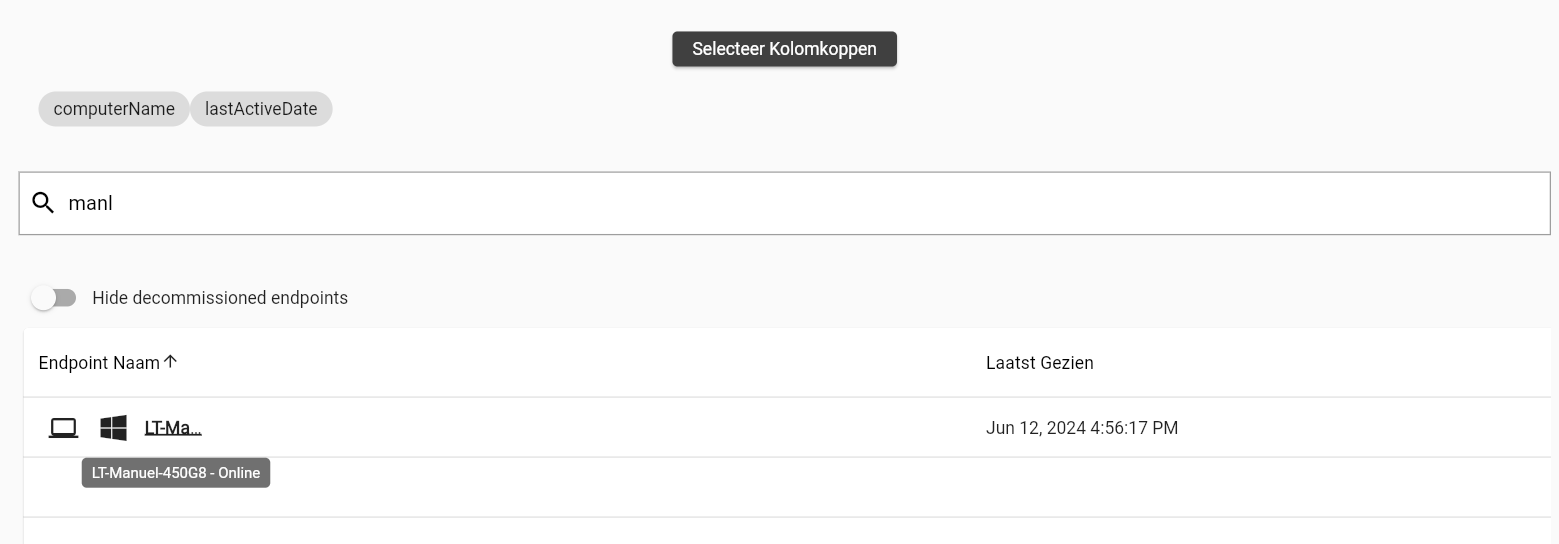 Selecteer Kolomkoppen
computerName lastActiveDate
manl
Hide decommissioned endpoints
Endpoint Naam Laatst Gezien
LT-Ma... Jun 12, 2024 4:56:17 PM
LT-Manuel-450G8 - Online